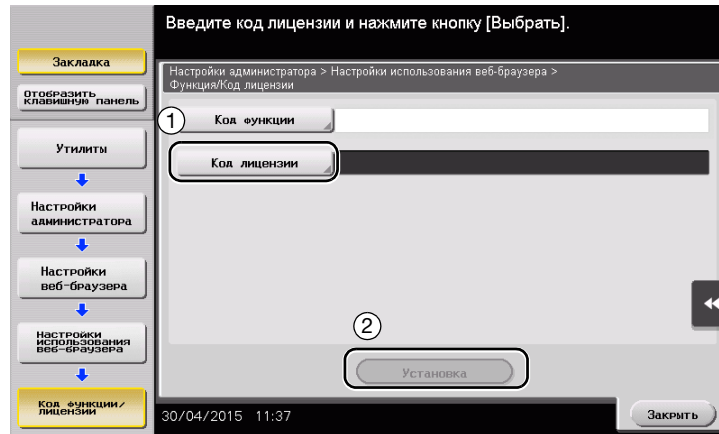 Введите код лицензии и нажмите кнопку [Выбрать].
Закладка
Отобразить
клавишную панель
Утилиты
Настройки
администратора
Настройки
веб-браузера
Настройки
использования
веб-браузера
Код функции/
лицензии
Настройки администратора > Настройки использования веб-браузера >
Функция/Код лицензии
1
Код функции
Код лицензии
2
Установка
30/04/2015 11:37
Закрыть